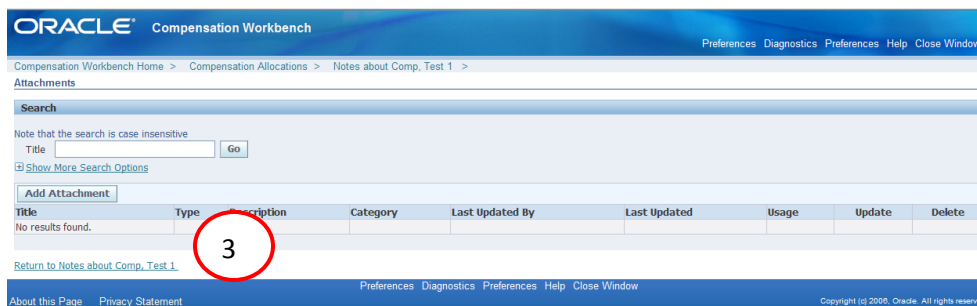 ORACLE® Compensation Workbench
Preferences Diagnostics Preferences Help Close Window
Compensation Workbench Home > Compensation Allocations > Notes about Comp, Test 1 >
Attachments
Search
Note that the search is case insensitive
Title Go
Show More Search Options
Add Attachment
Title Type Description Category Last Updated By Last Updated Usage Update Delete
No results found.
3
Return to Notes about Comp, Test 1
Preferences Diagnostics Preferences Help Close Window
About this Page Privacy Statement Copyright (c) 2006, Oracle. All rights reserv